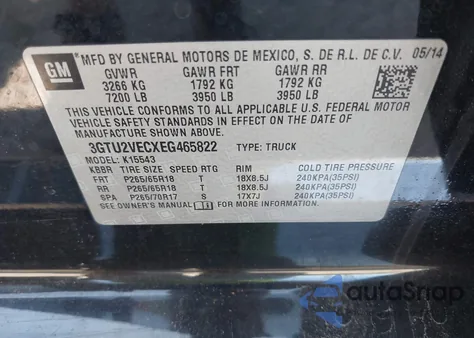 GM
MFD BY GENERAL MOTORS DE MEXICO, S. DE R.L. DE C.V. 05/14
GVWR GAWR FRT GAWR RR
3266 KG 1792 KG 1792 KG
7200 LB 3950 LB 3950 LB
THIS VEHICLE CONFORMS TO ALL APPLICABLE U.S. FEDERAL MOTOR
VEHICLE SAFETY STANDARDS IN EFFECT ON THE DATE OF
MANUFACTURE SHOWN ABOVE.
3GTU2VECXEG465822 TYPE: TRUCK
MODEL: K15543
KBBR TIRE SIZE SPEED RTG RIM COLD TIRE PRESSURE
FRT P265/65R18 T 18X8.5J 240KPA(35PSI)
RR P265/65R18 T 18X8.5J 240KPA(35PSI)
SPA P265/70R17 S 17X7J 240KPA(35PSI)
SEE OWNER'S MANUAL FOR MORE
INFORMATION.
autoSnap